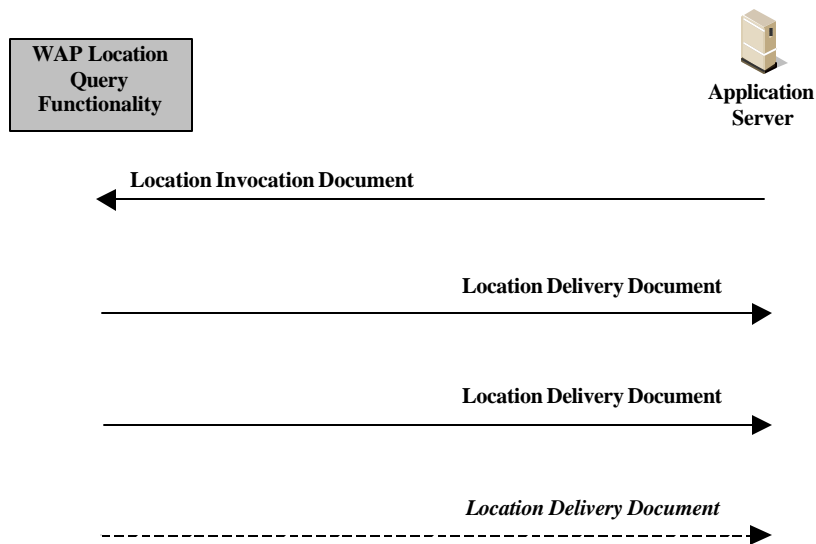 WAP Location
Query
Functionality
Application
Server
Location Invocation Document
Location Delivery Document
Location Delivery Document
Location Delivery Document